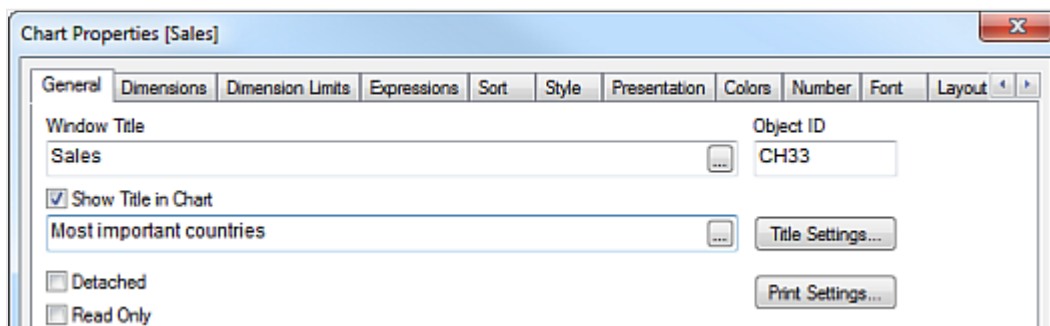 Chart Properties [Sales]
General Dimensions Dimension Limits Expressions Sort Style Presentation Colors Number Font Layout
Window Title Object ID
Sales ... CH33
Show Title in Chart
Most important countries ... Title Settings...
Detached
Print Settings...
Read Only